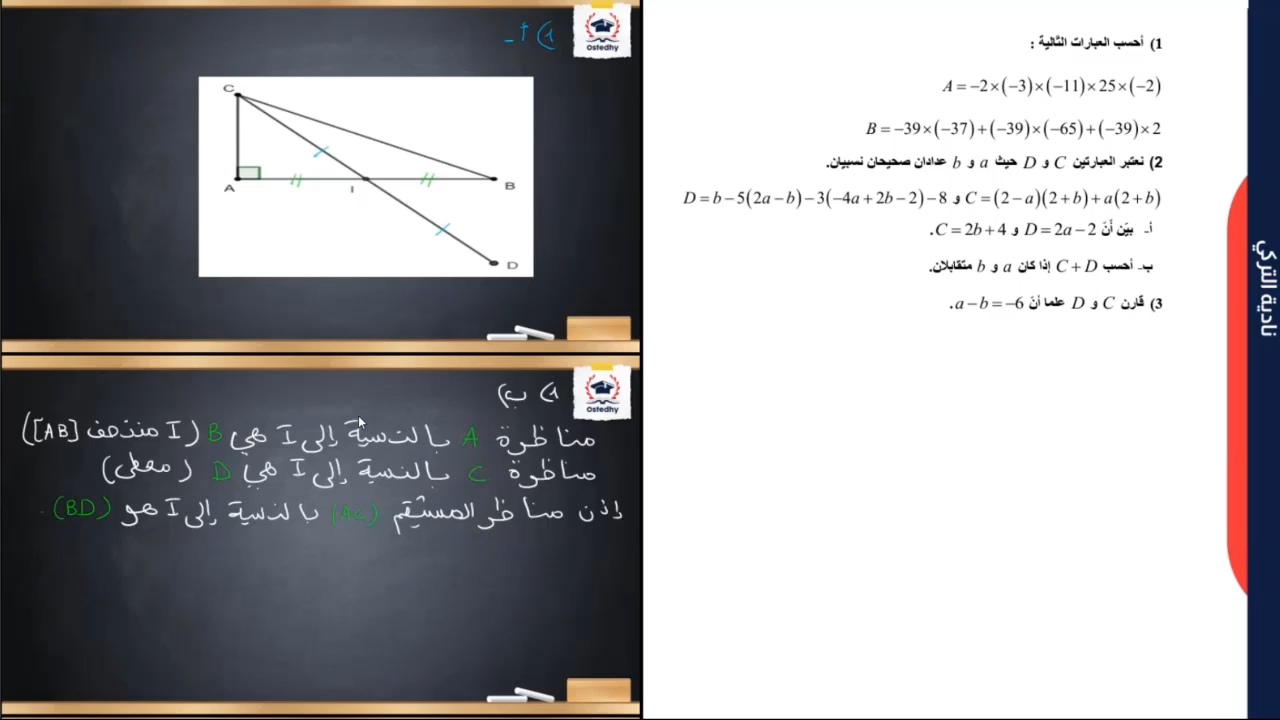 1) أ -
Ostedhy
C
A
I
B
D
1) ب)
Ostedhy
مناظرة A بالنسبة إلى I هي B (I منتصف [AB])
مناظرة C بالنسبة إلى I هي D (معطى)
إذن مناظر المستقيم (AC) بالنسبة إلى I هو (BD).
1) أحسب العبارات التالية :
A = −2×(−3)×(−11)×25×(−2)
B = −39×(−37)+(−39)×(−65)+(−39)×2
2) نعتبر العبارتين C و D حيث a و b عدادان صحيحان نسبيان.
C = (2−a)(2+b)+a(2+b) و D = b−5(2a−b)−3(−4a+2b−2)−8
أ- بيّن أنّ D = 2a−2 و C = 2b+4.
ب- أحسب C+D إذا كان a و b متقابلان.
3) قارن C و D علما أنّ a−b = −6.
نادية التركي